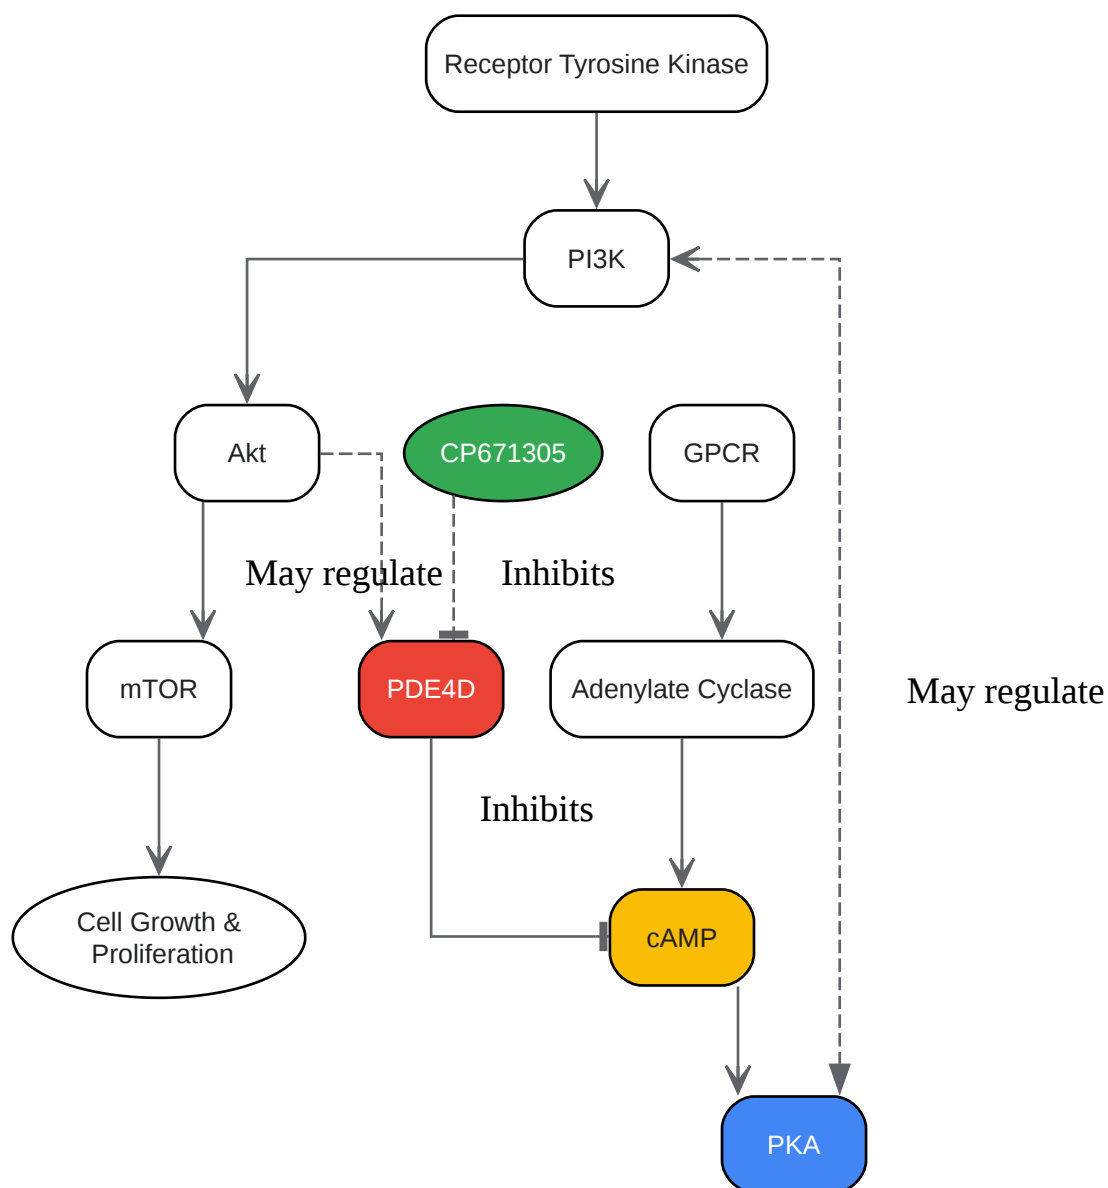 Receptor Tyrosine Kinase
PI3K
Akt
CP671305
GPCR
May regulate
Inhibits
mTOR
PDE4D
Adenylate Cyclase
May regulate
Inhibits
Cell Growth &
Proliferation
cAMP
PKA